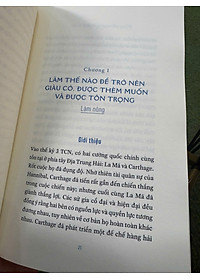 Chương 1
LÀM THẾ NÀO ĐỂ TRỞ NÊN
GIÀU CÓ, ĐƯỢC THÈM MUỐN
VÀ ĐƯỢC TÔN TRỌNG
Làm nông
Giới thiệu
Vào thế kỷ 3 TCN, có hai cường quốc chính cùng
tồn tại ở phía tây Địa Trung Hải: La Mã và Carthage.
Rốt cuộc họ đã đụng độ. Nhờ thiên tài quân sự của
Hannibal, Carthage đã tiến rất gần đến chiến thắng
trong cuộc chiến này; nhưng cuối cùng La Mã đã
giành thắng lợi. Các sử gia cổ đại và hiện đại đều
đồng ý rằng hai bên có nguồn lực và quyền lực tương
đương nhau, tuy nhiên về cơ bản họ hoàn toàn khác
nhau. Carthage đã phát triển một đế chế hàng hải